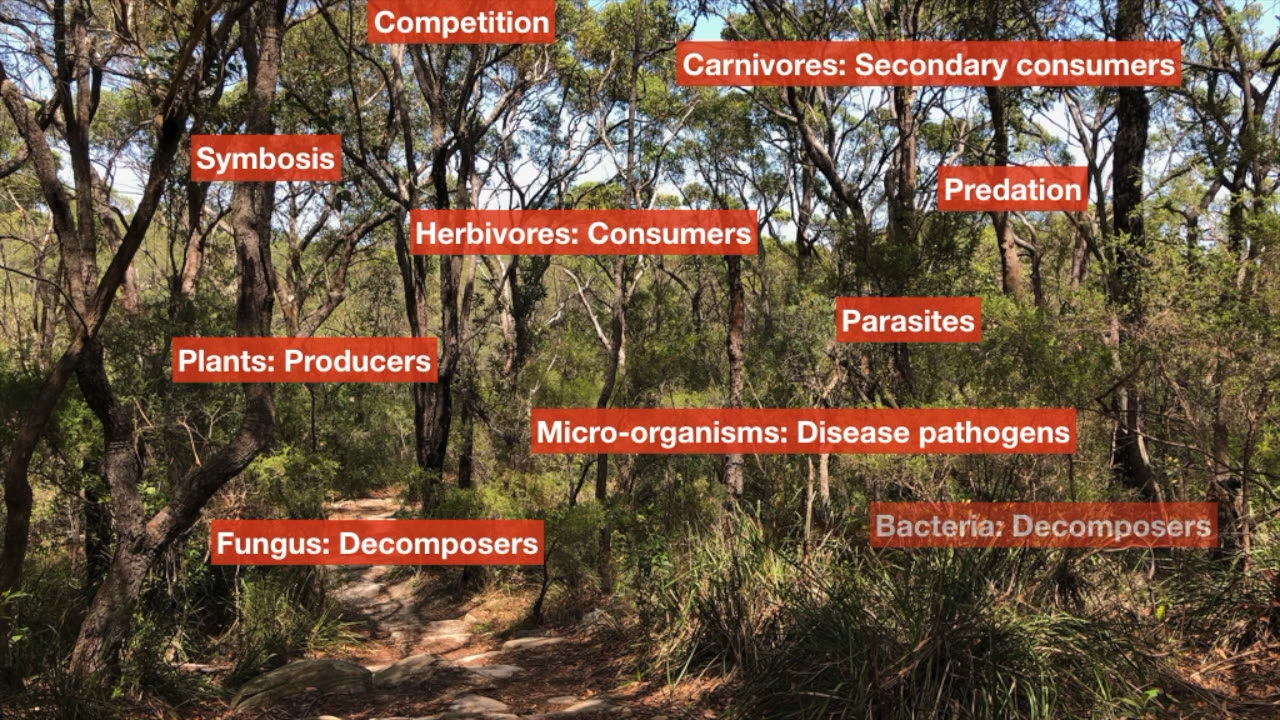 Competition
Carnivores: Secondary consumers
Symbosis
Predation
Herbivores: Consumers
Parasites
Plants: Producers
Micro-organisms: Disease pathogens
Bacteria: Decomposers
Fungus: Decomposers